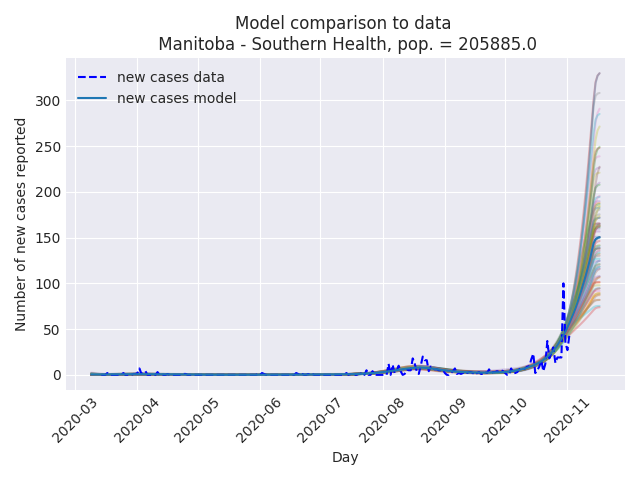 Model comparison to data
Manitoba - Southern Health, pop. = 205885.0
new cases data
new cases model
Number of new cases reported
300
250
200
150
100
50
0
2020-03
2020-04
2020-05
2020-06
2020-07
2020-08
2020-09
2020-10
2020-11
Day